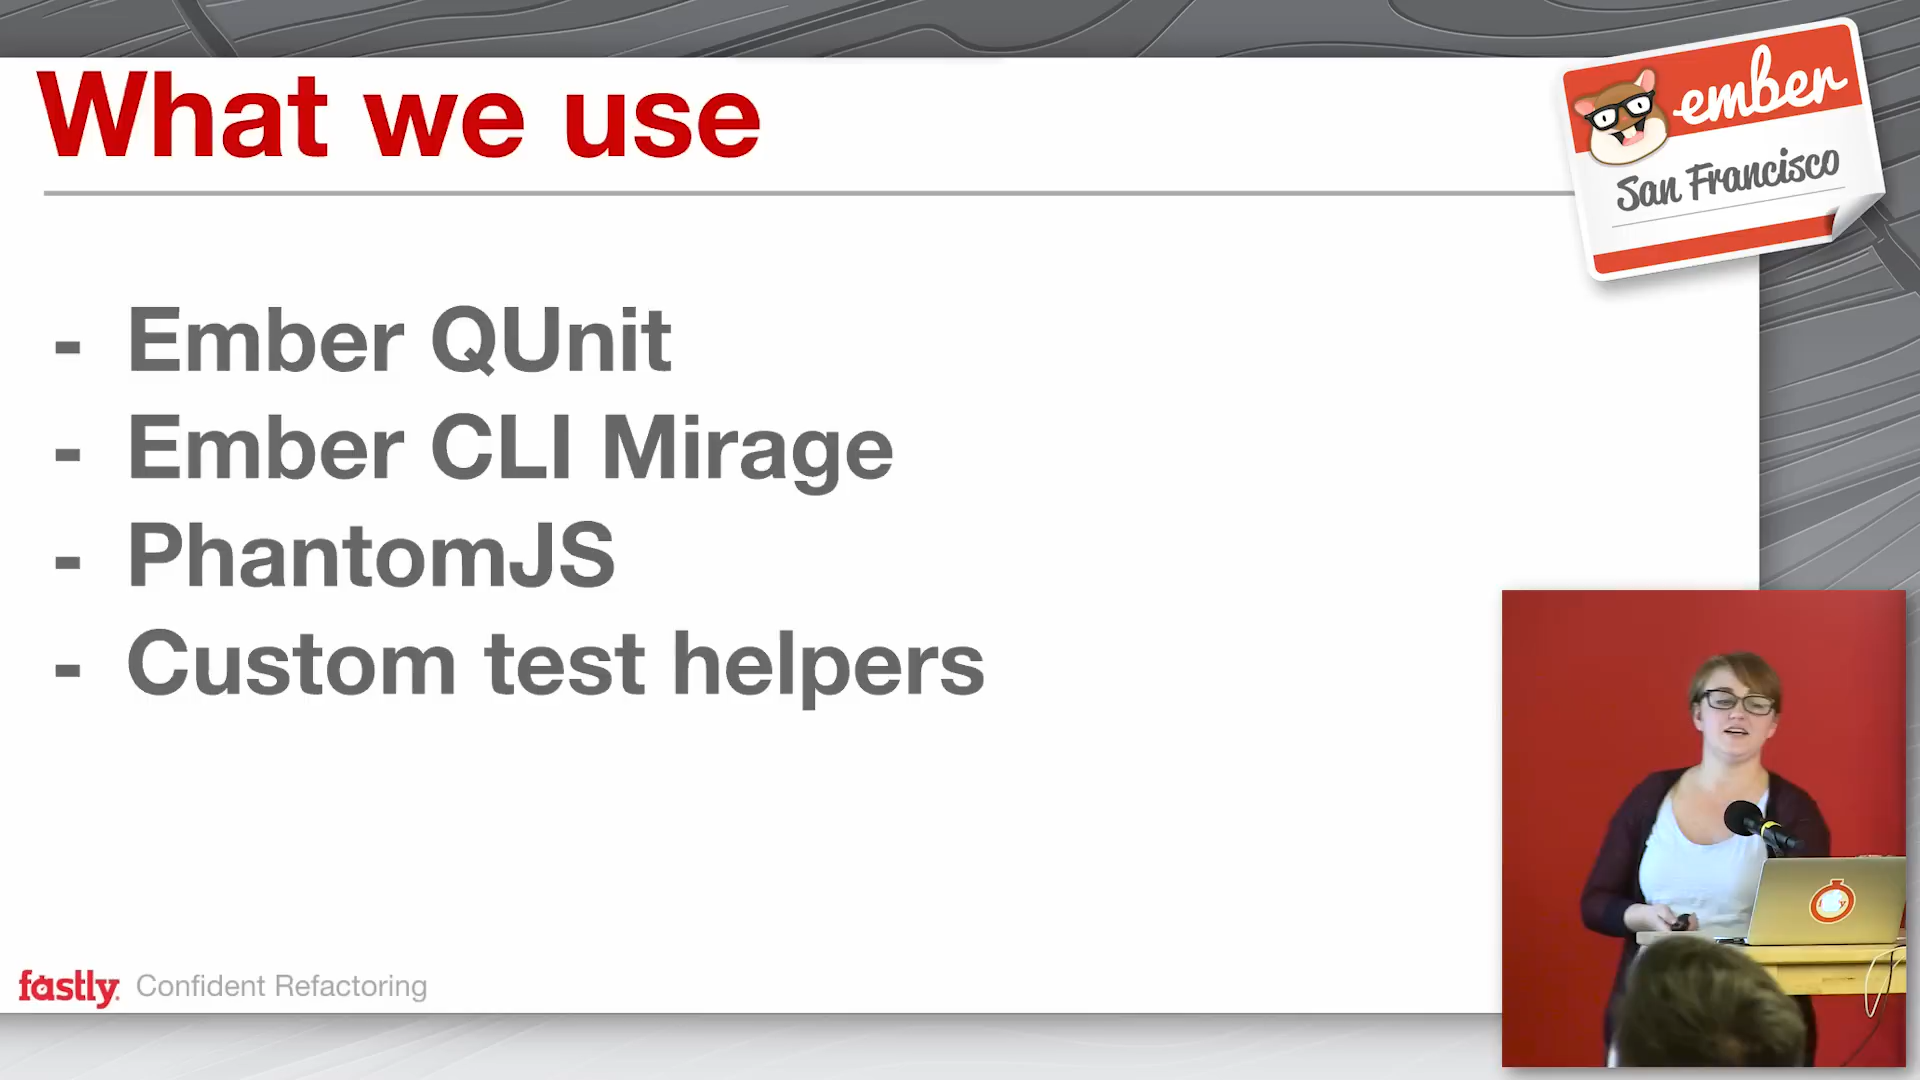 What we use
ember
San Francisco
- Ember QUnit
- Ember CLI Mirage
- PhantomJS
- Custom test helpers
fastly. Confident Refactoring